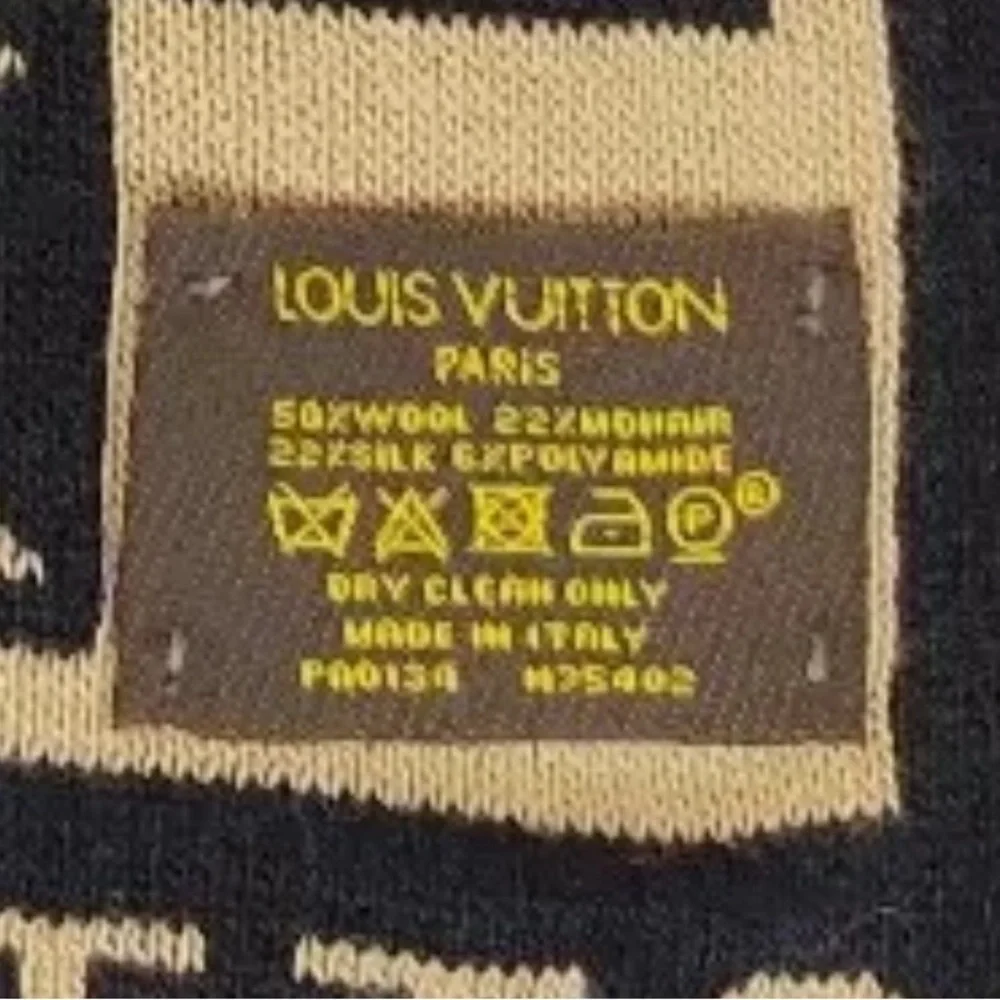 LOUIS VUITTON
PARIS
50%WOOL 22%MOHAIR
22%SILK 6%POLYAMIDE
P ®
DRY CLEAN ONLY
MADE IN ITALY
PA0134 M75402